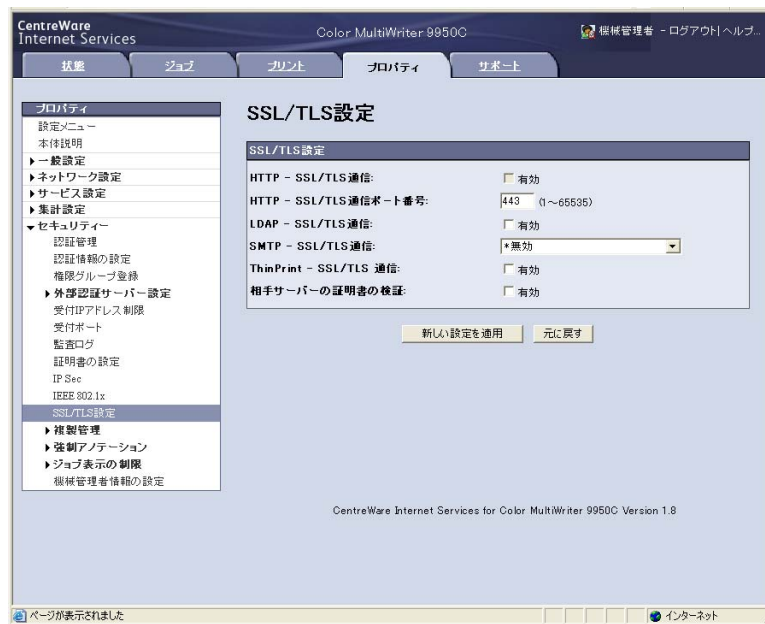 CentreWare
Internet Services
Color MultiWriter 9950C
機械管理者 - ログアウト|ヘルプ...
状態
ジョブ
プリント
プロパティ
サポート
プロパティ
設定メニュー
本体説明
一般設定
ネットワーク設定
サービス設定
集計設定
セキュリティー
認証管理
認証情報の設定
権限グループ登録
外部認証サーバー設定
受付IPアドレス制限
受付ポート
監査ログ
証明書の設定
IP Sec
IEEE 802.1x
SSL/TLS設定
複製管理
強制アノテーション
ジョブ表示の制限
機械管理者情報の設定
SSL/TLS設定
SSL/TLS設定
HTTP - SSL/TLS通信: 有効
HTTP - SSL/TLS通信ポート番号: 443 (1～65535)
LDAP - SSL/TLS通信: 有効
SMTP - SSL/TLS通信: *無効
ThinPrint - SSL/TLS 通信: 有効
相手サーバーの証明書の検証: 有効
新しい設定を適用 元に戻す
CentreWare Internet Services for Color MultiWriter 9950C Version 1.8
ページが表示されました
インターネット